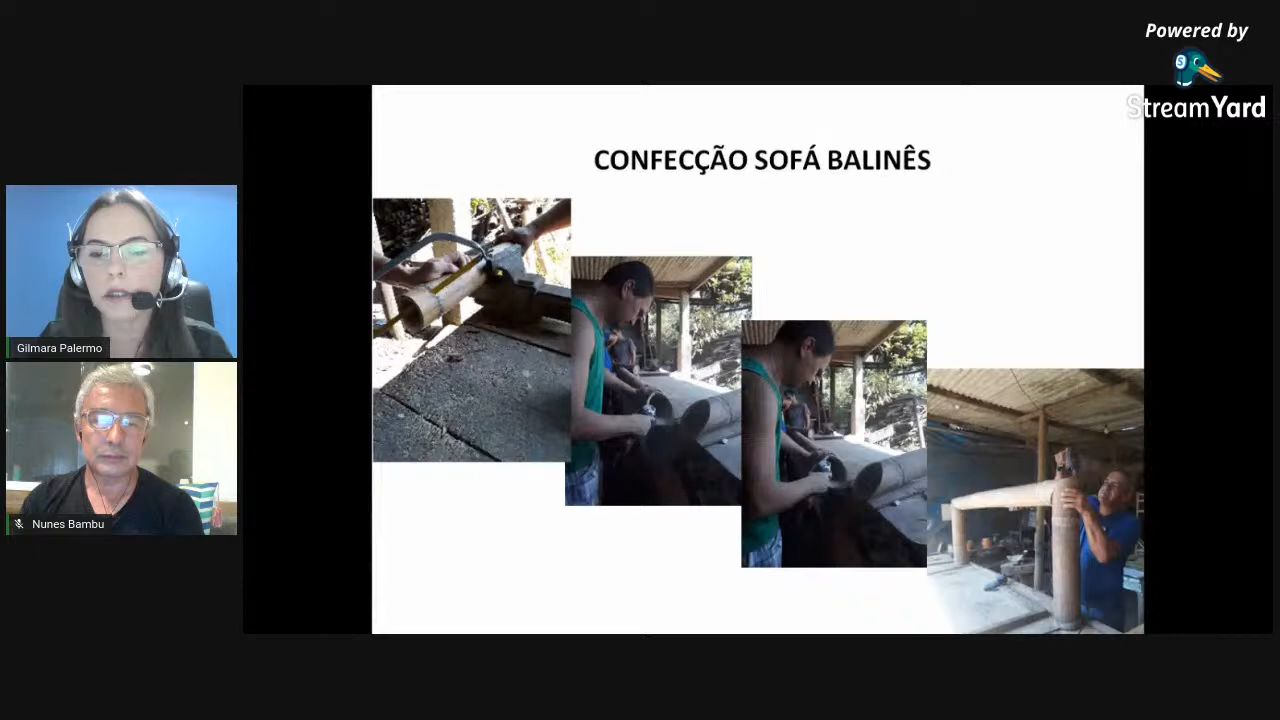 Powered by
StreamYard
CONFECÇÃO SOFÁ BALINÊS
Gilmara Palermo
Nunes Bambu